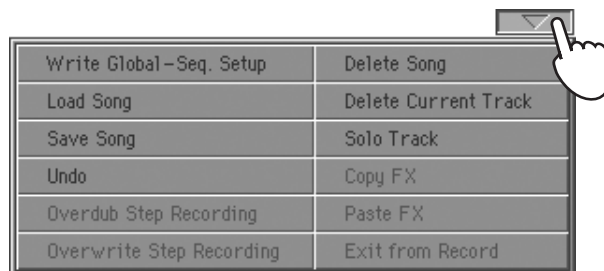 Write Global-Seq. Setup
Delete Song
Load Song
Delete Current Track
Save Song
Solo Track
Undo
Copy FX
Overdub Step Recording
Paste FX
Overwrite Step Recording
Exit from Record